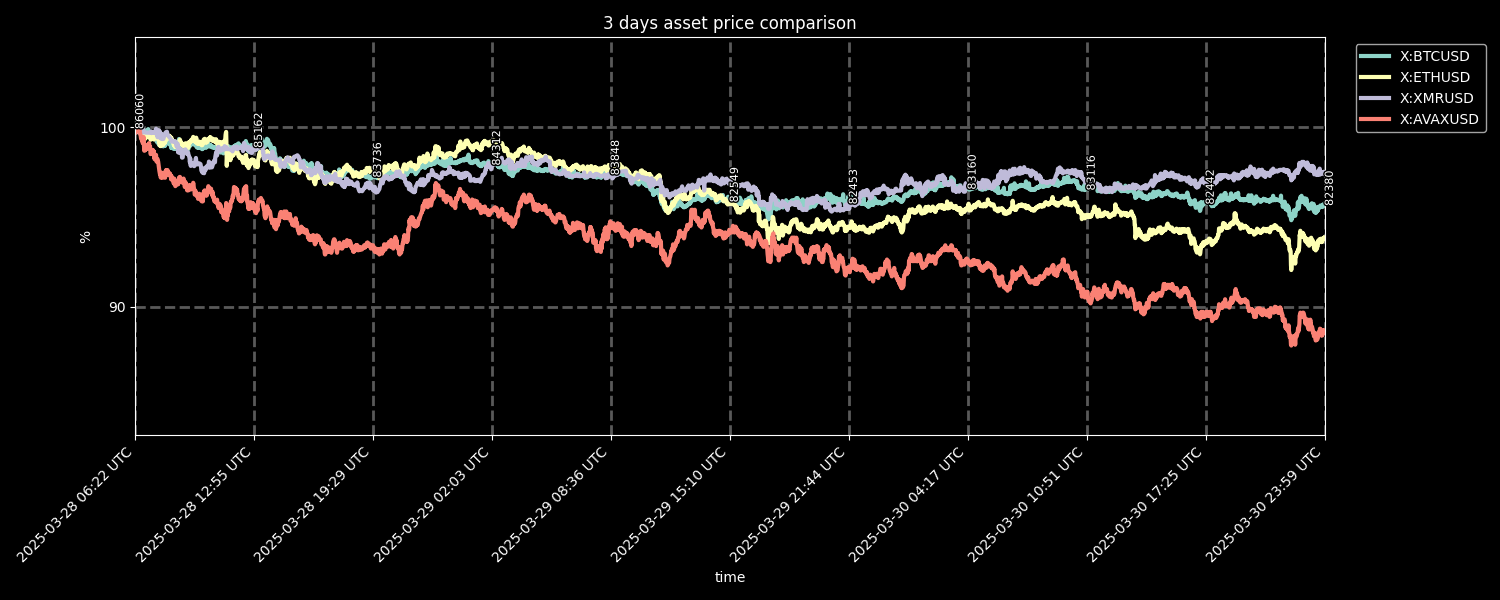 3 days asset price comparison
X:BTCUSD
X:ETHUSD
X:XMRUSD
X:AVAXUSD
100
90
%
86060
85162
83736
84312
83848
82549
82453
83160
83116
82442
82380
2025-03-28 06:22 UTC
2025-03-28 12:55 UTC
2025-03-28 19:29 UTC
2025-03-29 02:03 UTC
2025-03-29 08:36 UTC
2025-03-29 15:10 UTC
2025-03-29 21:44 UTC
2025-03-30 04:17 UTC
2025-03-30 10:51 UTC
2025-03-30 17:25 UTC
2025-03-30 23:59 UTC
time